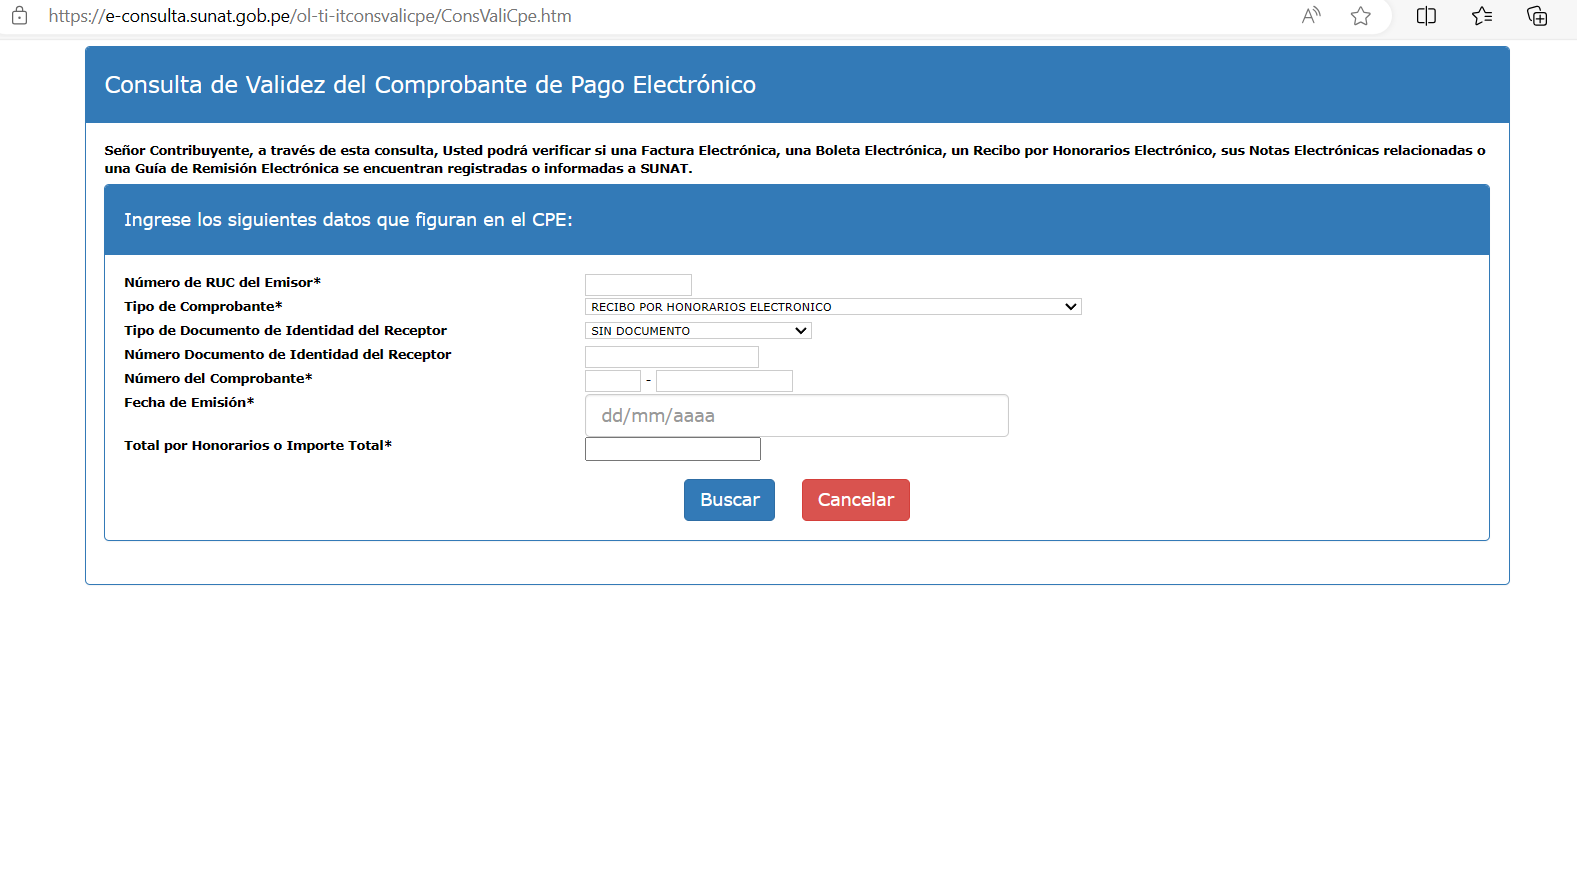 https://e-consulta.sunat.gob.pe/ol-ti-itconsvalicpe/ConsValiCpe.htm
Consulta de Validez del Comprobante de Pago Electrónico
Señor Contribuyente, a través de esta consulta, Usted podrá verificar si una Factura Electrónica, una Boleta Electrónica, un Recibo por Honorarios Electrónico, sus Notas Electrónicas relacionadas o
una Guía de Remisión Electrónica se encuentran registradas o informadas a SUNAT.
Ingrese los siguientes datos que figuran en el CPE:
Número de RUC del Emisor*
Tipo de Comprobante* RECIBO POR HONORARIOS ELECTRONICO
Tipo de Documento de Identidad del Receptor SIN DOCUMENTO
Número Documento de Identidad del Receptor
Número del Comprobante* -
Fecha de Emisión* dd/mm/aaaa
Total por Honorarios o Importe Total*
Buscar Cancelar